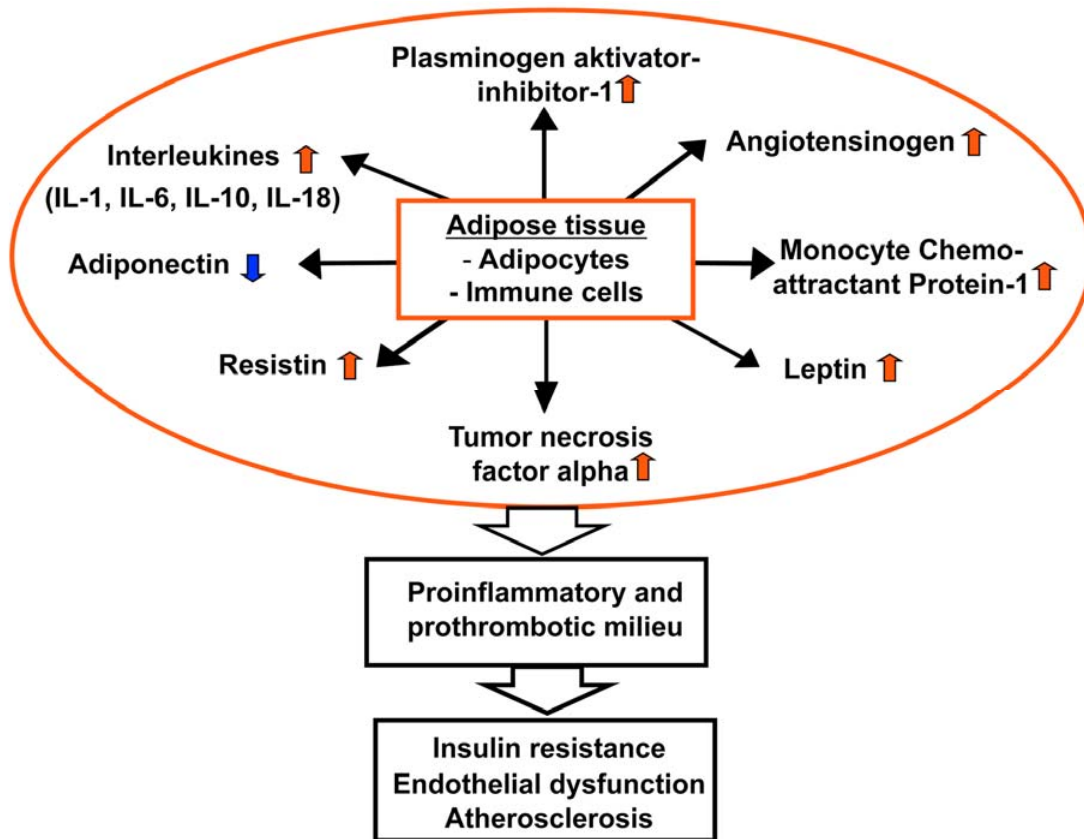 Plasminogen aktivator-
inhibitor-1
Angiotensinogen
Interleukines
(IL-1, IL-6, IL-10, IL-18)
Adipose tissue
- Adipocytes
- Immune cells
Adiponectin
Monocyte Chemo-
attractant Protein-1
Resistin
Leptin
Tumor necrosis
factor alpha
Proinflammatory and
prothrombotic milieu
Insulin resistance
Endothelial dysfunction
Atherosclerosis